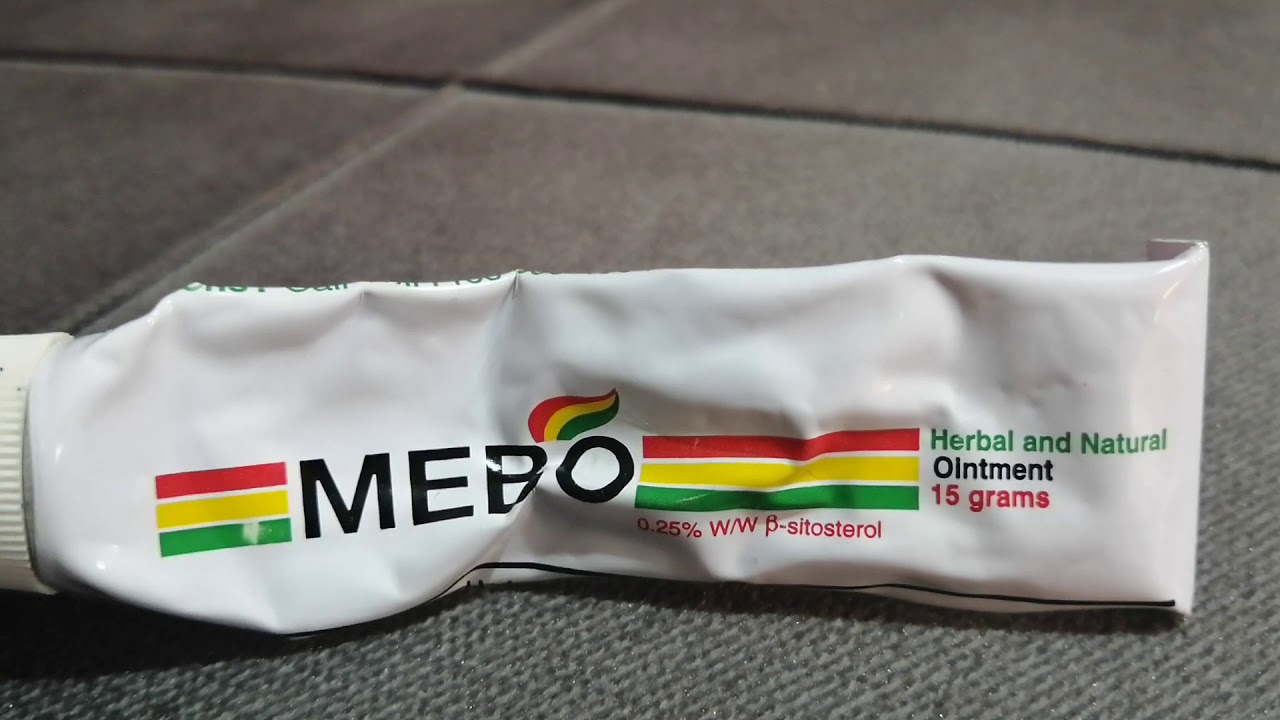 MEBO
Herbal and Natural
Ointment
15 grams
0.25% W/W β-sitosterol